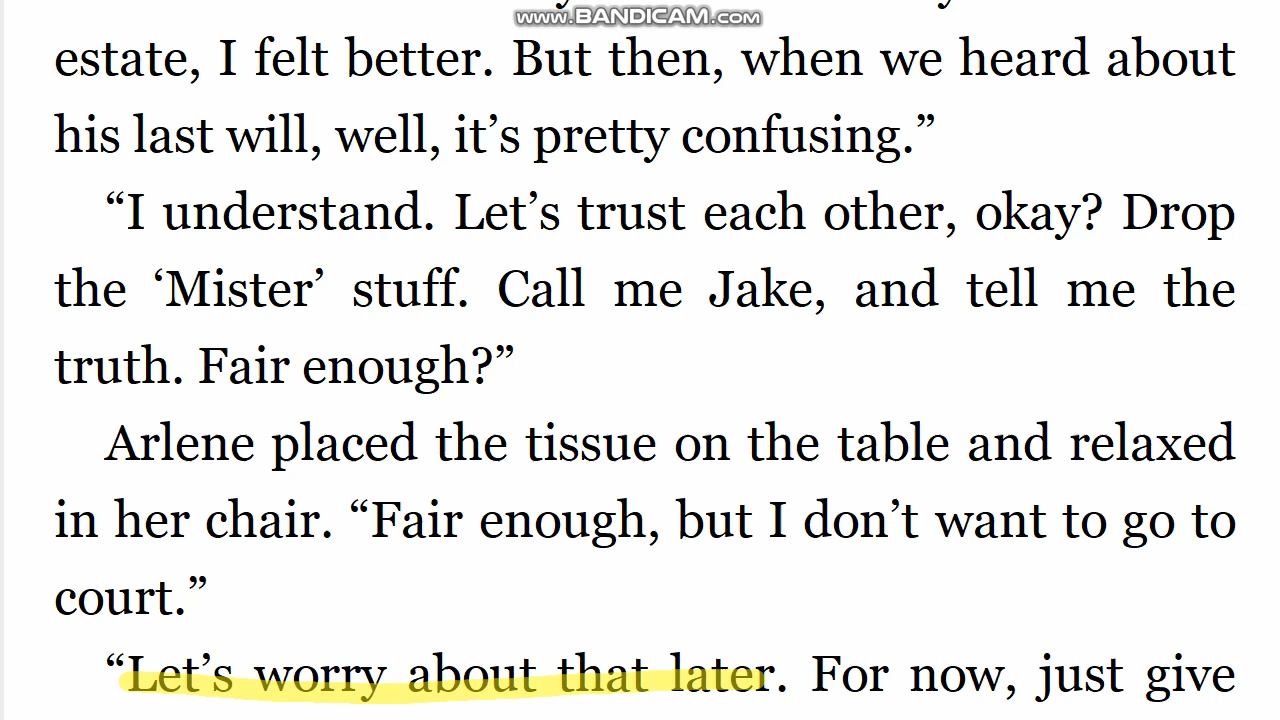 www.BANDICAM.com
estate, I felt better. But then, when we heard about
his last will, well, it’s pretty confusing.”
“I understand. Let’s trust each other, okay? Drop
the ‘Mister’ stuff. Call me Jake, and tell me the
truth. Fair enough?”
Arlene placed the tissue on the table and relaxed
in her chair. “Fair enough, but I don’t want to go to
court.”
“Let’s worry about that later. For now, just give